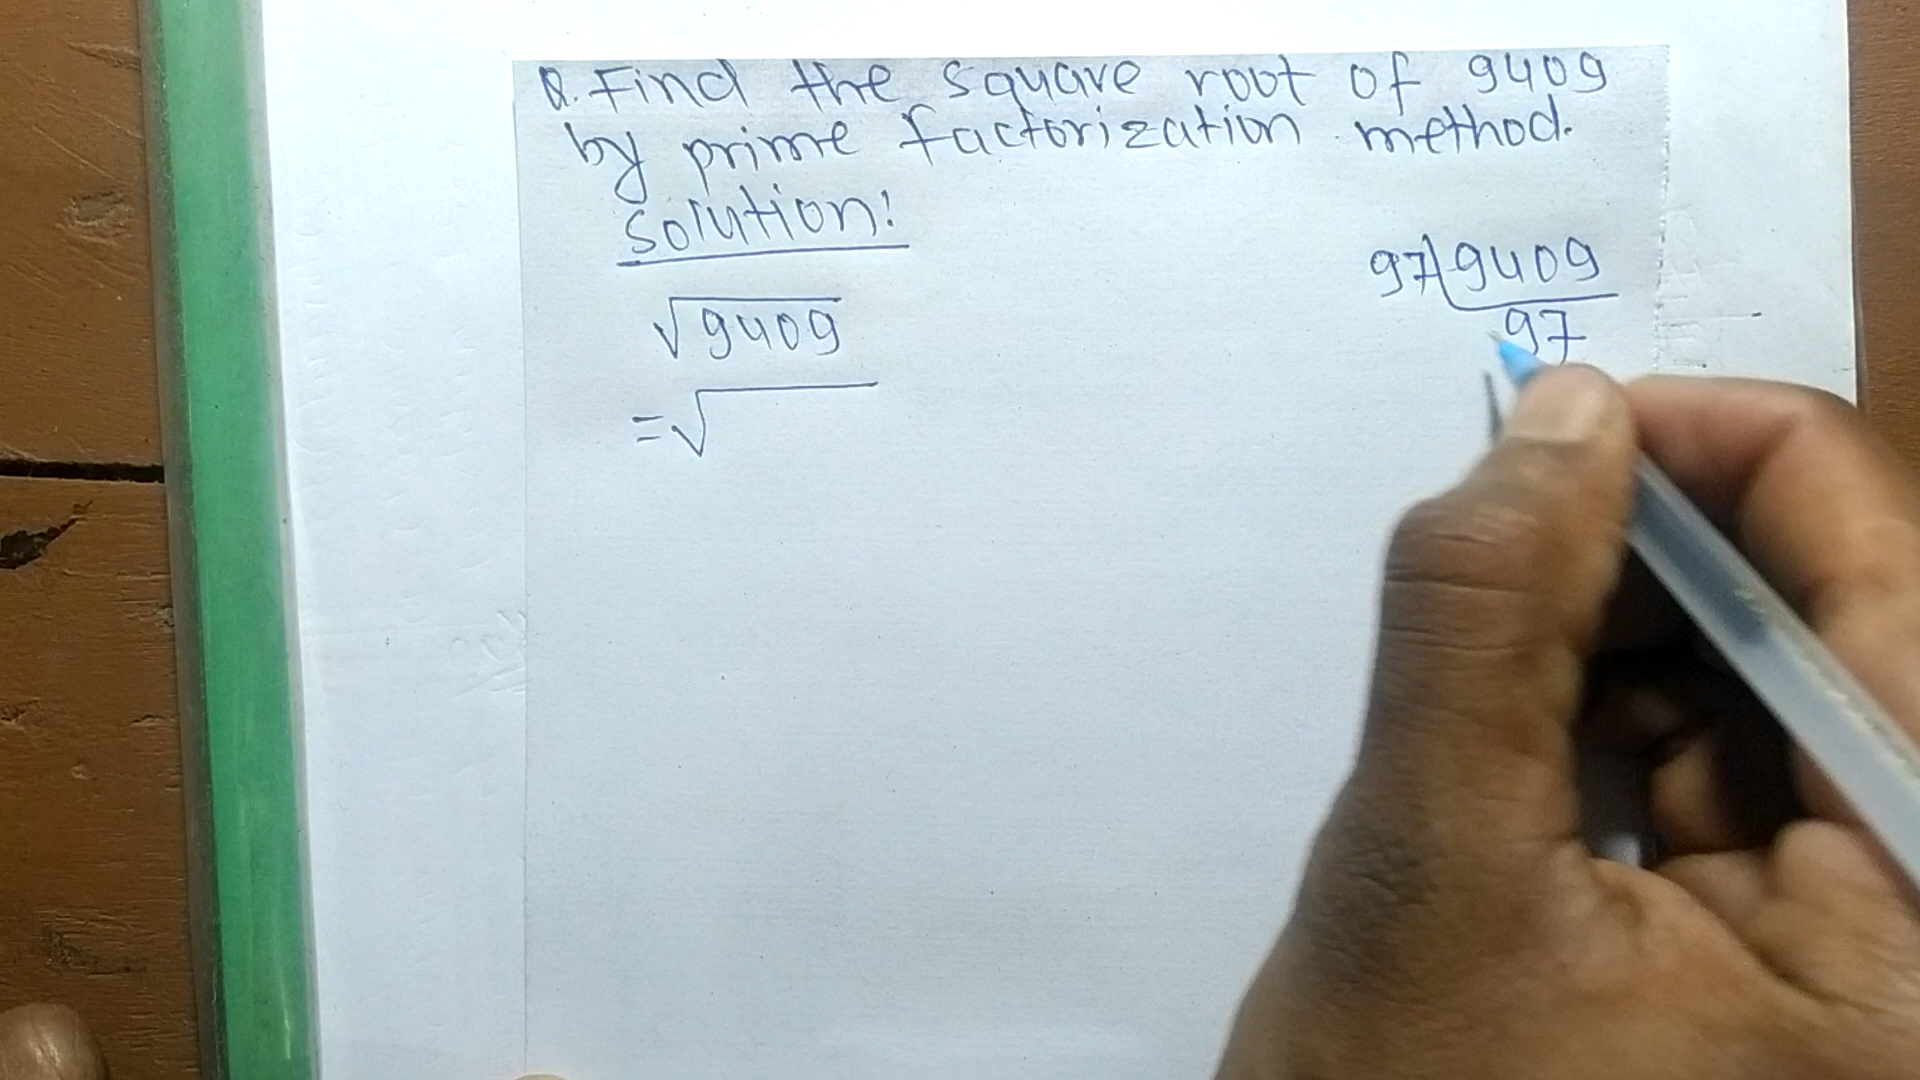 Q. Find the square root of 9409
by prime factorization method.
Solution:
97 9409
97
√9409
=√